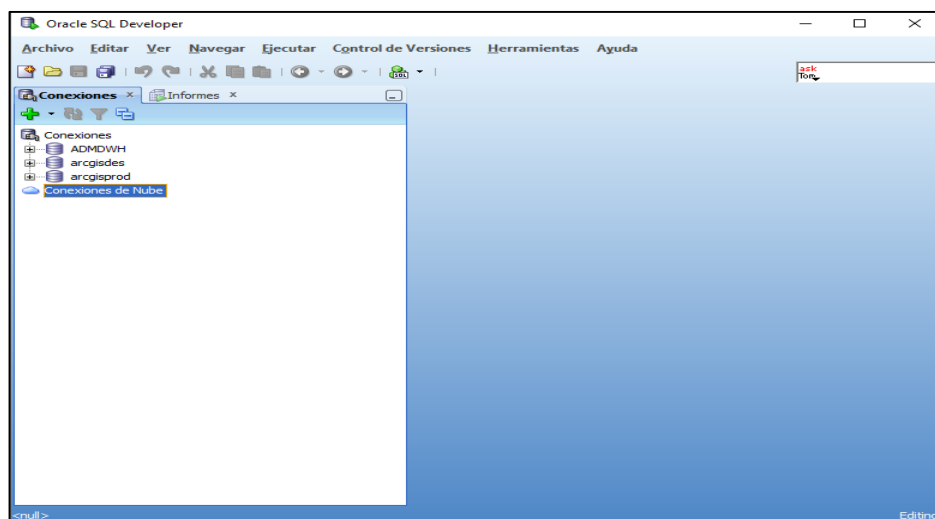 Oracle SQL Developer
Archivo Editar Ver Navegar Ejecutar Control de Versiones Herramientas Ayuda
SQL
ask
Tom
Conexiones × Informes ×
Conexiones
ADMDWH
arcgisdes
arcgisprod
Conexiones de Nube
<null> Editing